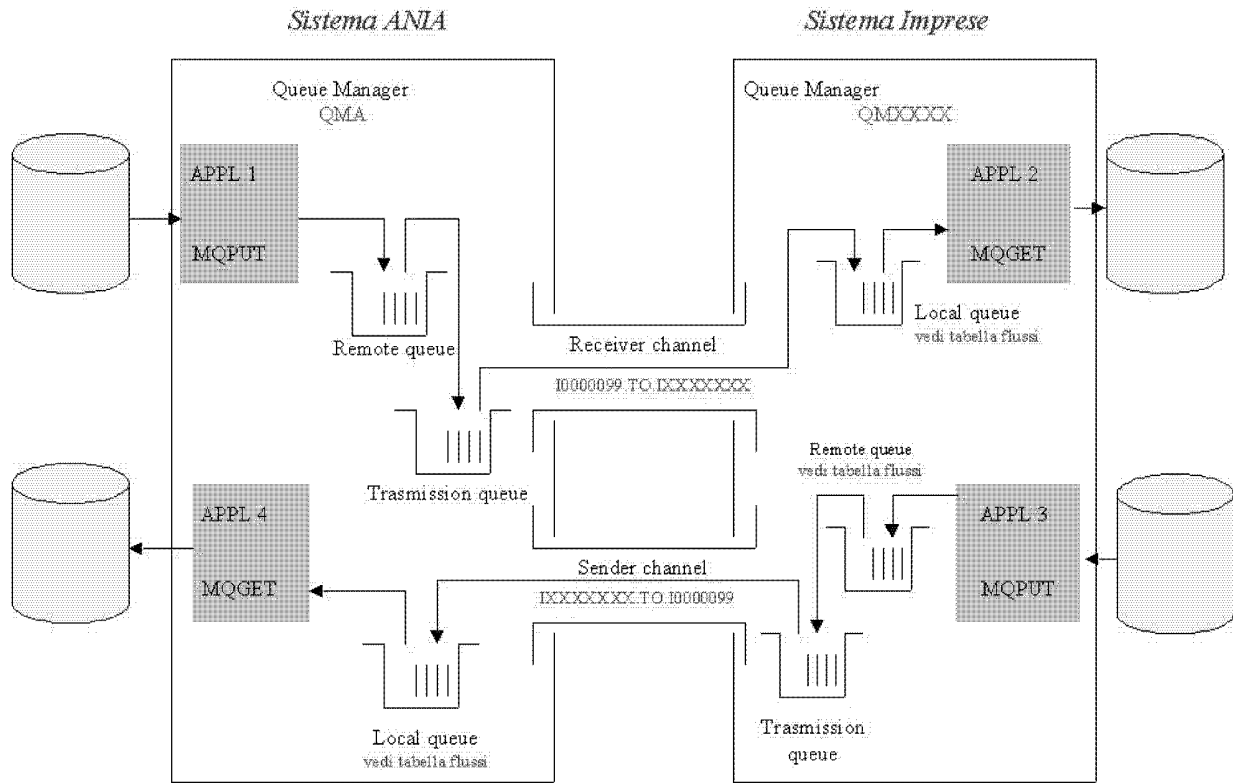 Sistema ANIA
Sistema Imprese
Queue Manager
QMA
Queue Manager
QMXXXX
APPL 1
MQPUT
APPL 2
MQGET
Remote queue
Local queue
vedi tabella flussi
Receiver channel
I0000099.TO.IXXXXXXX
Trasmission queue
Remote queue
vedi tabella flussi
APPL 4
MQGET
APPL 3
MQPUT
Sender channel
IXXXXXXX.TO.I0000099
Local queue
vedi tabella flussi
Trasmission
queue